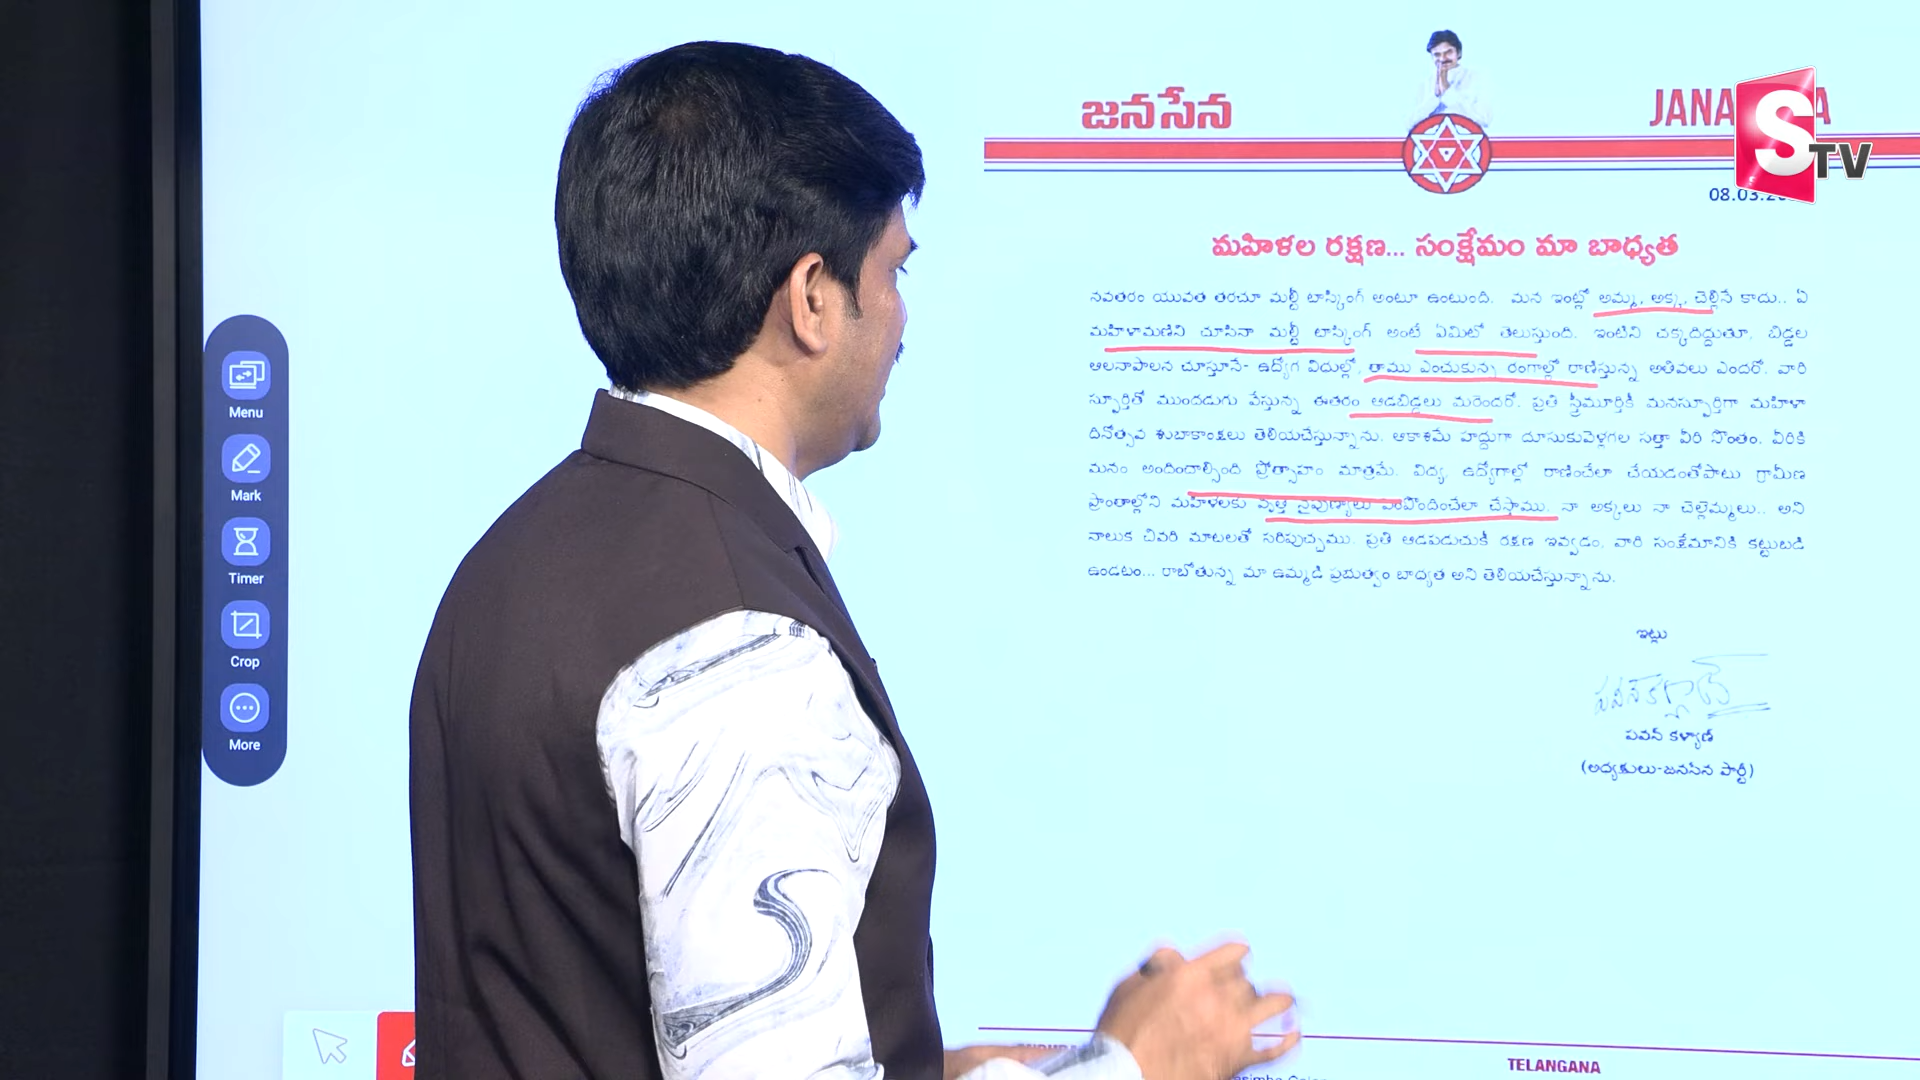 జనసేన
JANA
STV
08.03.2
మహిళల రక్షణ... సంక్షేమం మా బాధ్యత
నవతరం యువత తరచూ మల్టీ టాస్కింగ్ అంటూ ఉంటుంది. మన ఇంట్లో అమ్మ, అక్క, చెల్లినే కాదు.. ఏ
మహిళామణిని చూసినా మల్టీ టాస్కింగ్ అంటే ఏమిటో తెలుస్తుంది. ఇంటిని చక్కదిద్దుతూ, బిడ్డల
ఆలనాపాలన చూస్తూనే- ఉద్యోగ విధుల్లో, తాము ఎంచుకున్న రంగాల్లో రాణిస్తున్న అతివలు ఎందరో. వారి
స్ఫూర్తితో ముందడుగు వేస్తున్న ఈతరం ఆడబిడ్డలు మరెందరో. ప్రతి స్త్రీమూర్తికీ మనస్ఫూర్తిగా మహిళా
దినోత్సవ శుభాకాంక్షలు తెలియచేస్తున్నాను. ఆకాశమే హద్దుగా దూసుకువెళ్లగల సత్తా వీరి సొంతం. వీరికి
మనం అందించాల్సింది ప్రోత్సాహం మాత్రమే. విద్య, ఉద్యోగాల్లో రాణించేలా చేయడంతోపాటు గ్రామీణ
ప్రాంతాల్లోని మహిళలకు వృత్తి నైపుణ్యాలు పెంపొందించేలా చేస్తాము. నా అక్కలు నా చెల్లెమ్మలు.. అని
నాలుక చివరి మాటలతో సరిపుచ్చము. ప్రతి ఆడపడుచుకీ రక్షణ ఇవ్వడం, వారి సంక్షేమానికి కట్టుబడి
ఉండటం... రాబోతున్న మా ఉమ్మడి ప్రభుత్వం బాధ్యత అని తెలియచేస్తున్నాను.
ఇట్లు
పవన్ కళ్యాణ్
(అధ్యక్షులు-జనసేన పార్టీ)
Menu
Mark
Timer
Crop
More
TELANGANA